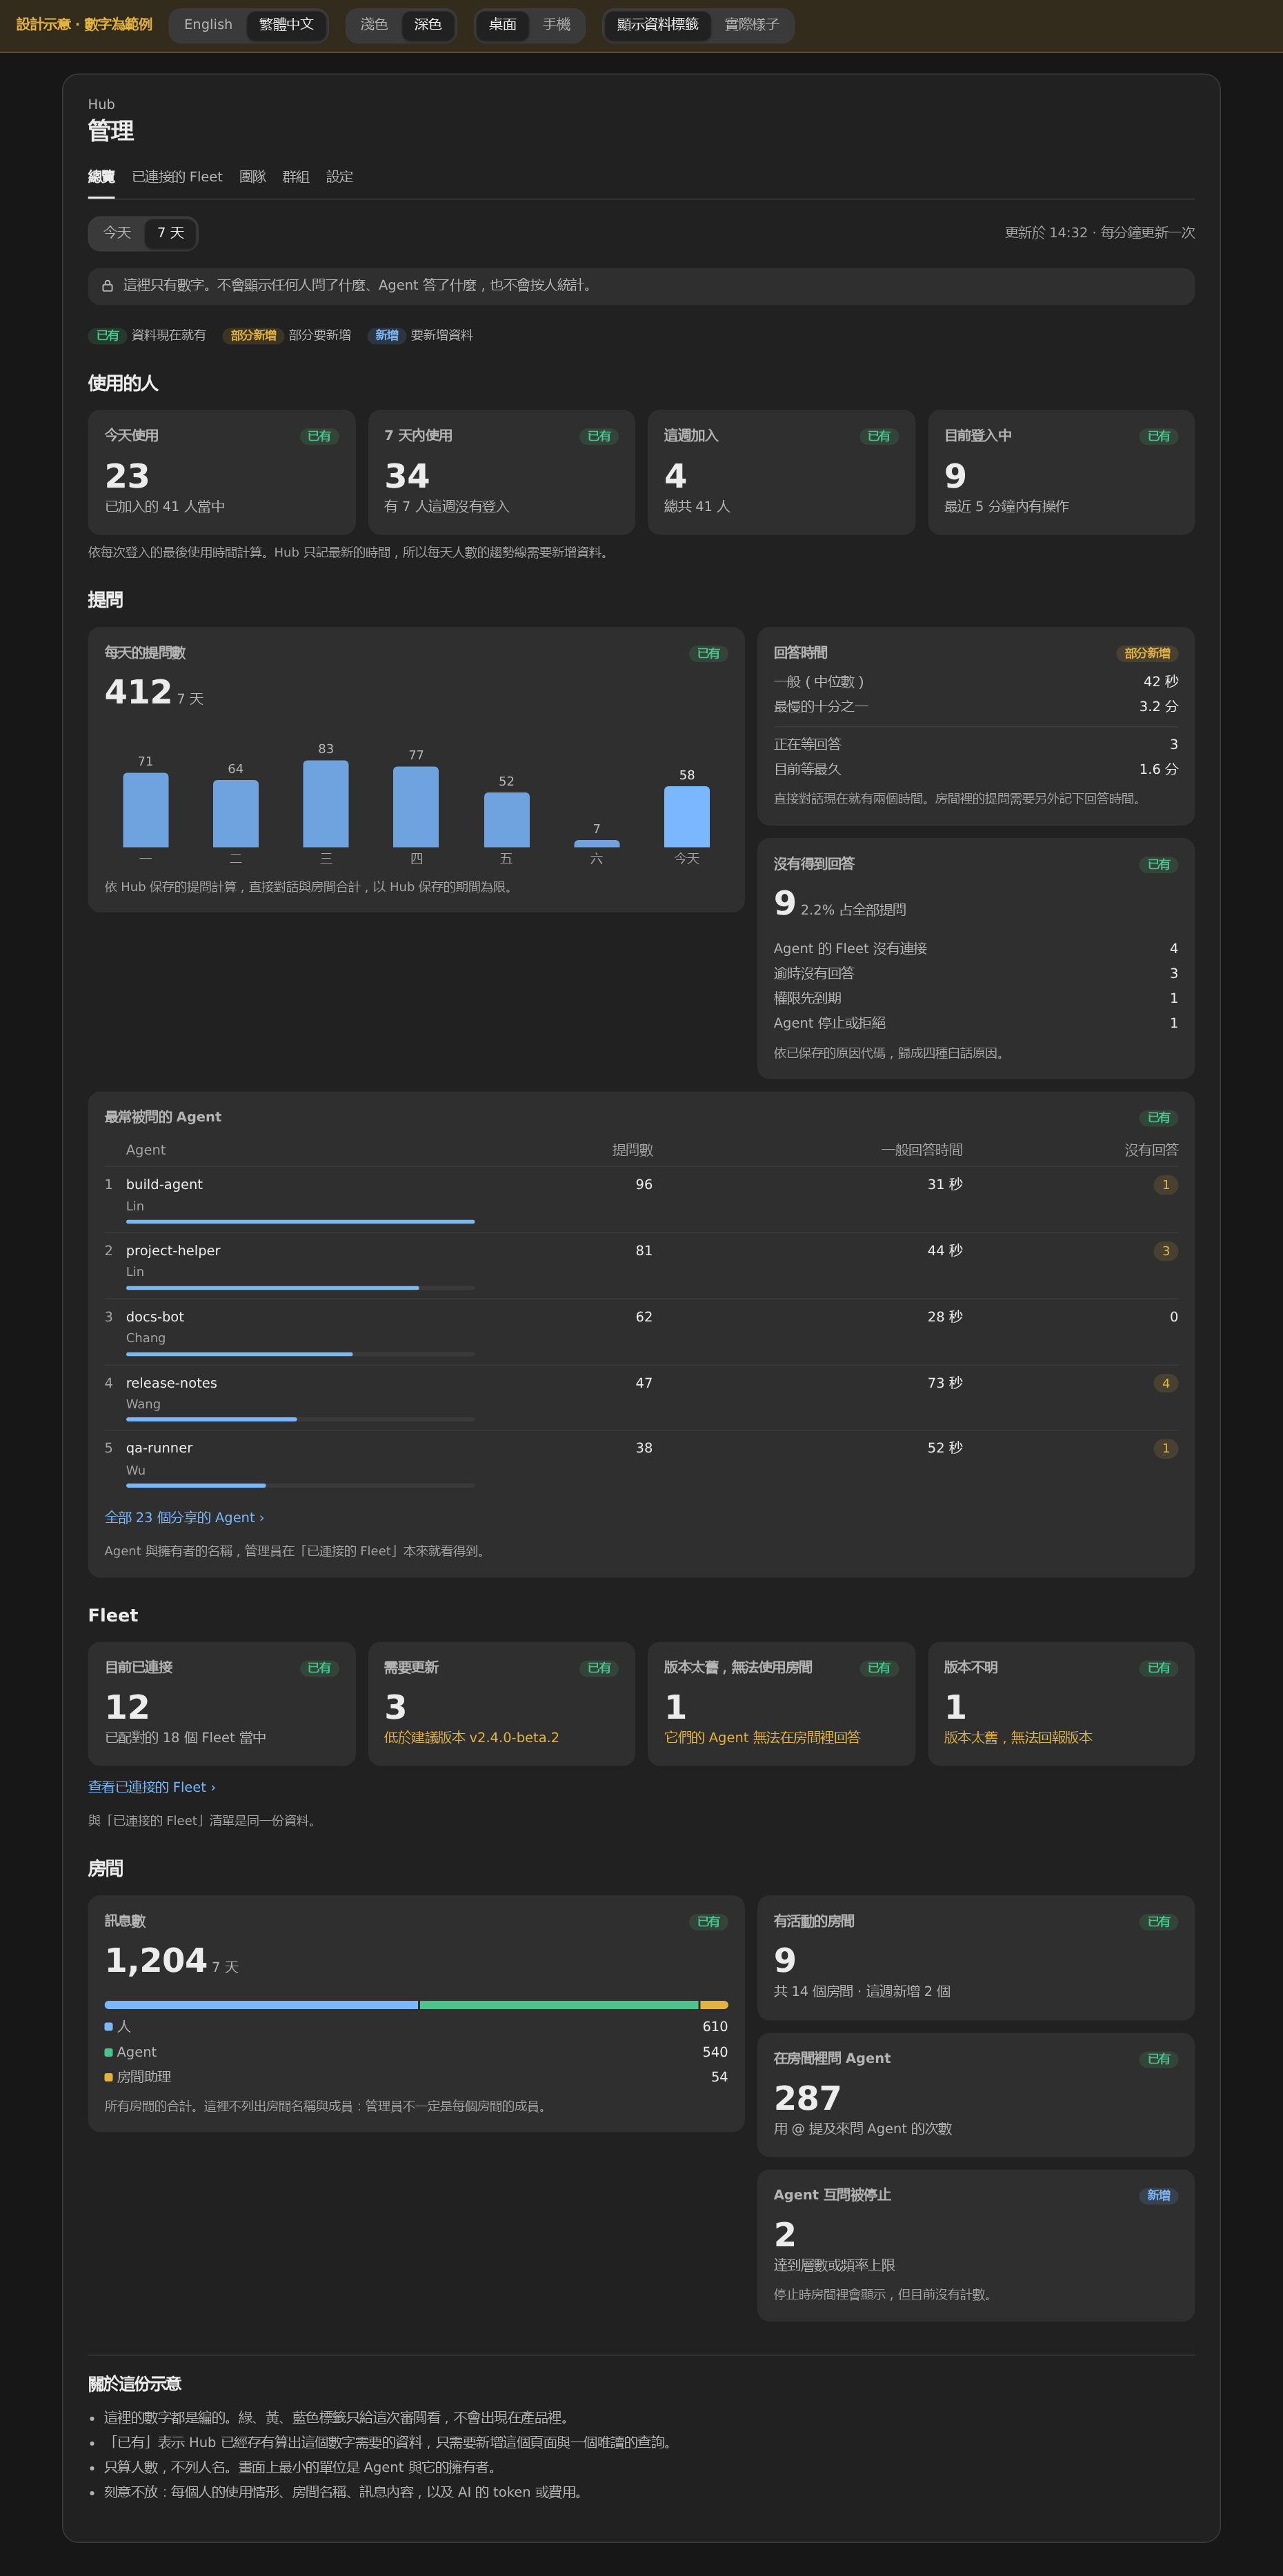 設計示意 · 數字為範例 English 繁體中文 淺色 深色 桌面 手機 顯示資料標籤 實際樣子
Hub
管理
總覽 已連接的 Fleet 團隊 群組 設定
今天 7 天 更新於 14:32 · 每分鐘更新一次
這裡只有數字。不會顯示任何人問了什麼、Agent 答了什麼，也不會按人統計。
已有 資料現在就有 部分新增 部分要新增 新增 要新增資料
使用的人
今天使用 已有
23
已加入的 41 人當中
7 天內使用 已有
34
有 7 人這週沒有登入
這週加入 已有
4
總共 41 人
目前登入中 已有
9
最近 5 分鐘內有操作
依每次登入的最後使用時間計算。Hub 只記最新的時間，所以每天人數的趨勢線需要新增資料。
提問
每天的提問數 已有
412 7 天
71 64 83 77 52 7 58
一 二 三 四 五 六 今天
依 Hub 保存的提問計算，直接對話與房間合計，以 Hub 保存的期間為限。
回答時間 部分新增
一般（中位數） 42 秒
最慢的十分之一 3.2 分
正在等回答 3
目前等最久 1.6 分
直接對話現在就有兩個時間。房間裡的提問需要另外記下回答時間。
沒有得到回答 已有
9 2.2% 占全部提問
Agent 的 Fleet 沒有連接 4
逾時沒有回答 3
權限先到期 1
Agent 停止或拒絕 1
依已保存的原因代碼，歸成四種白話原因。
最常被問的 Agent 已有
Agent 提問數 一般回答時間 沒有回答
1 build-agent 96 31 秒 1
Lin
2 project-helper 81 44 秒 3
Lin
3 docs-bot 62 28 秒 0
Chang
4 release-notes 47 73 秒 4
Wang
5 qa-runner 38 52 秒 1
Wu
全部 23 個分享的 Agent ›
Agent 與擁有者的名稱，管理員在「已連接的 Fleet」本來就看得到。
Fleet
目前已連接 已有
12
已配對的 18 個 Fleet 當中
需要更新 已有
3
低於建議版本 v2.4.0-beta.2
版本太舊，無法使用房間 已有
1
它們的 Agent 無法在房間裡回答
版本不明 已有
1
版本太舊，無法回報版本
查看已連接的 Fleet ›
與「已連接的 Fleet」清單是同一份資料。
房間
訊息數 已有
1,204 7 天
人 610
Agent 540
房間助理 54
所有房間的合計。這裡不列出房間名稱與成員：管理員不一定是每個房間的成員。
有活動的房間 已有
9
共 14 個房間 · 這週新增 2 個
在房間裡問 Agent 已有
287
用 @ 提及來問 Agent 的次數
Agent 互問被停止 新增
2
達到層數或頻率上限
停止時房間裡會顯示，但目前沒有計數。
關於這份示意
• 這裡的數字都是編的。綠、黃、藍色標籤只給這次審閱看，不會出現在產品裡。
• 「已有」表示 Hub 已經存有算出這個數字需要的資料，只需要新增這個頁面與一個唯讀的查詢。
• 只算人數，不列人名。畫面上最小的單位是 Agent 與它的擁有者。
• 刻意不放：每個人的使用情形、房間名稱、訊息內容，以及 AI 的 token 或費用。